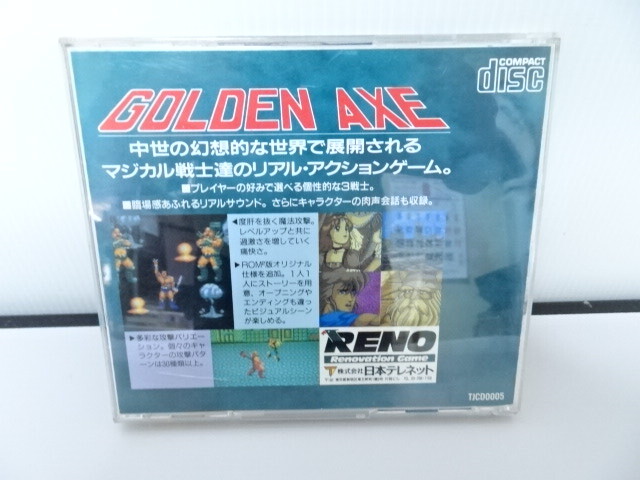 COMPACT
disc
GOLDEN AXE
中世の幻想的な世界で展開される
マジカル戦士達のリアル・アクションゲーム。
■プレイヤーの好みで選べる個性的な3戦士。
■臨場感あふれるリアルサウンド。さらにキャラクターの肉声会話も収録。
◀度肝を抜く魔法攻撃。
レベルアップと共に
過激さを増していく
痛快さ。
▶ROM²版オリジナル
仕様を追加。1人1
人にストーリーを用
意、オープニングや
エンディングも違っ
たビジュアルシーン
が楽しめる。
▶多彩な攻撃バリエー
ション。個々のキャ
ラクターの攻撃パタ
ーンは30種類以上。
RENO
Renovation Game
株式会社日本テレネット
TJCD0005